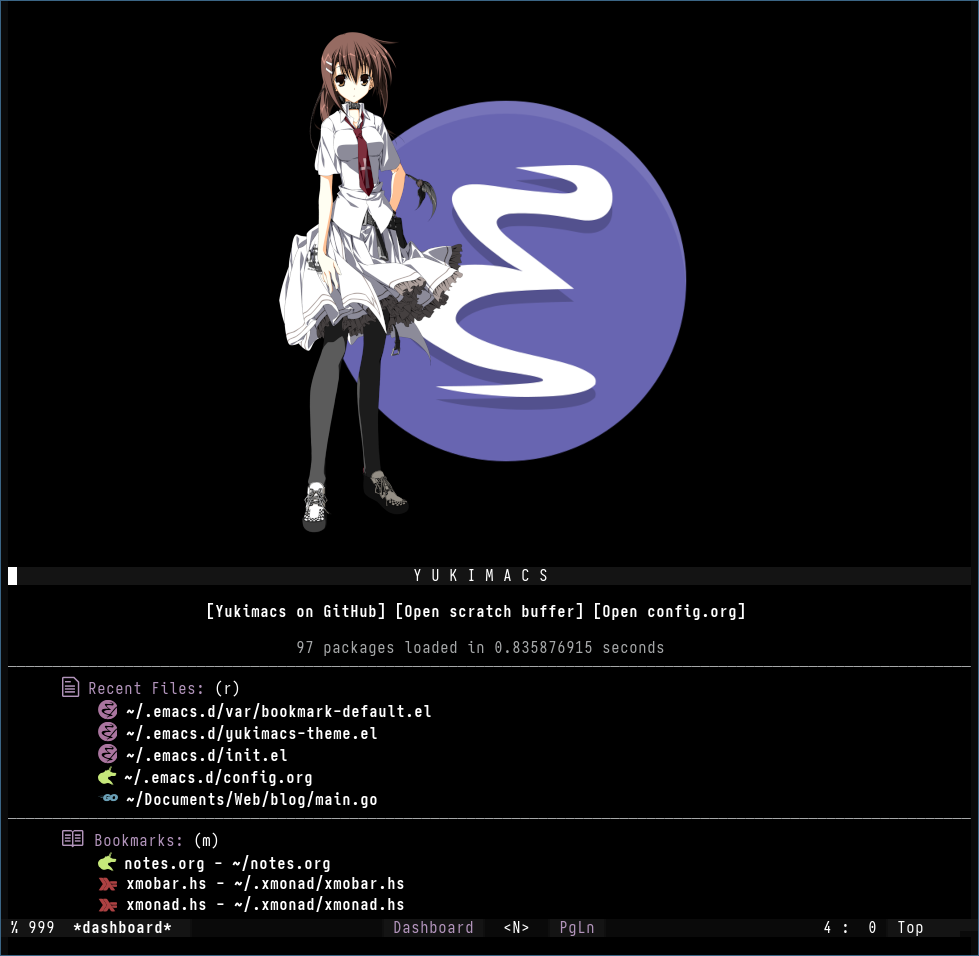 Y U K I M A C S
[Yukimacs on GitHub] [Open scratch buffer] [Open config.org]
97 packages loaded in 0.835876915 seconds
Recent Files: (r)
~/.emacs.d/var/bookmark-default.el
~/.emacs.d/yukimacs-theme.el
~/.emacs.d/init.el
~/.emacs.d/config.org
GO ~/Documents/Web/blog/main.go
Bookmarks: (m)
notes.org - ~/notes.org
xmobar.hs - ~/.xmonad/xmobar.hs
xmonad.hs - ~/.xmonad/xmonad.hs
% 999 *dashboard* Dashboard <N> PgLn 4 : 0 Top